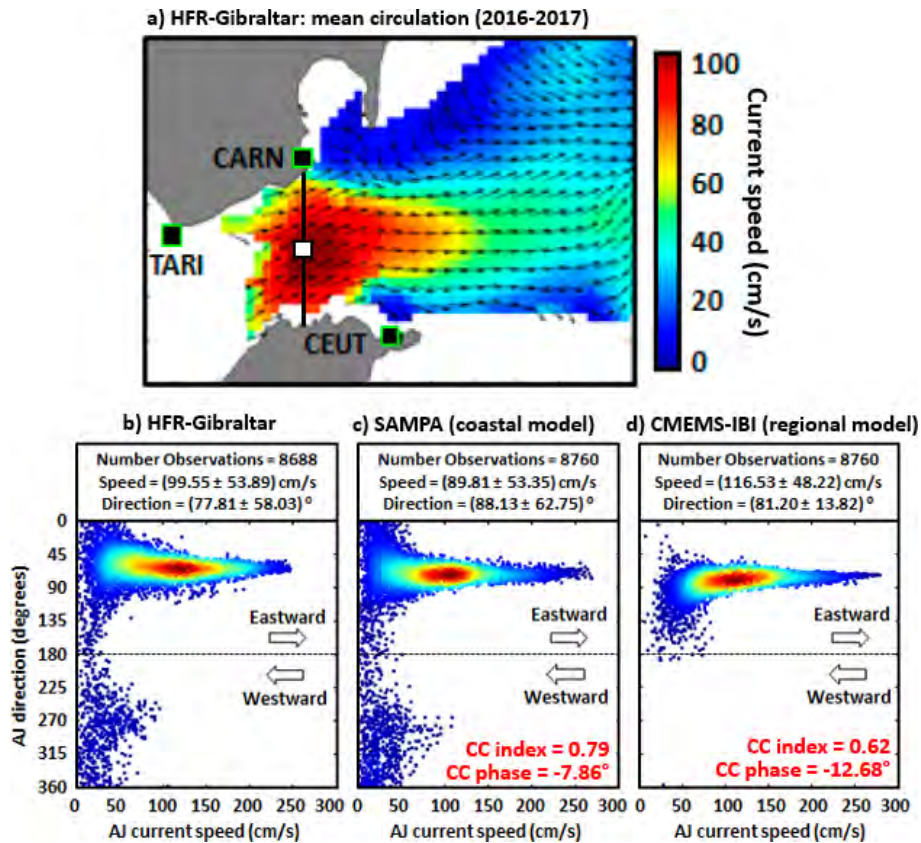 a) HFR-Gibraltar: mean circulation (2016-2017)
CARN
TARI
CEUT
100
80
60
40
20
0
Current speed (cm/s)
b) HFR-Gibraltar
Number Observations = 8688
Speed = (99.55 ± 53.89) cm/s
Direction = (77.81 ± 58.03) °
c) SAMPA (coastal model)
Number Observations = 8760
Speed = (89.81 ± 53.35) cm/s
Direction = (88.13 ± 62.75) °
d) CMEMS-IBI (regional model)
Number Observations = 8760
Speed = (116.53 ± 48.22) cm/s
Direction = (81.20 ± 13.82) °
AJ direction (degrees)
0
45
90
135
180
225
270
315
360
Eastward
Westward
0 50 100 150 200 250 300
AJ current speed (cm/s)
Eastward
Westward
CC index = 0.79
CC phase = -7.86°
0 50 100 150 200 250 300
AJ current speed (cm/s)
Eastward
Westward
CC index = 0.62
CC phase = -12.68°
0 50 100 150 200 250 300
AJ current speed (cm/s)